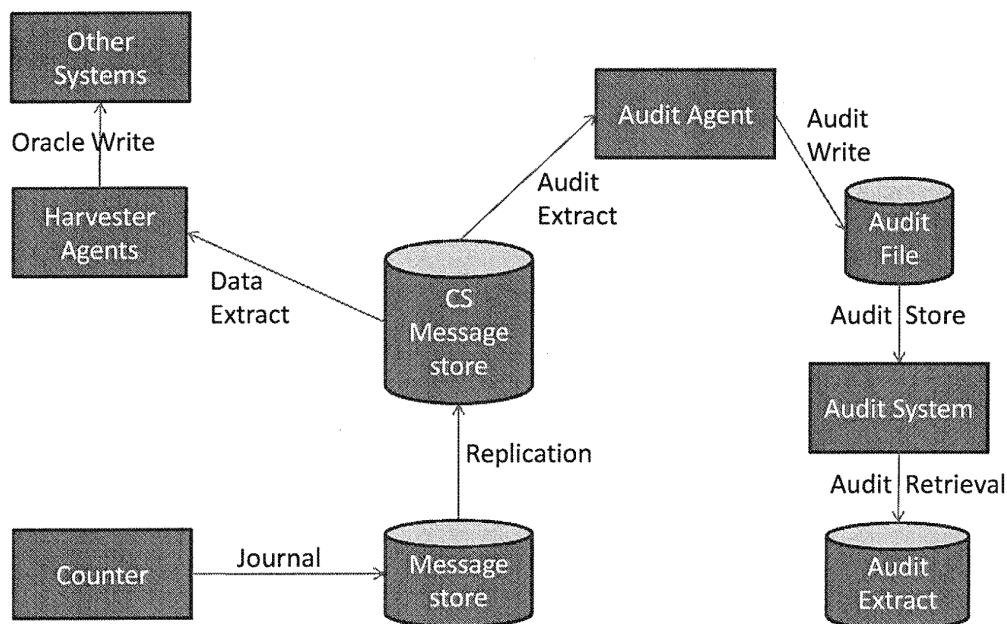 Other
Systems
Oracle Write
Harvester
Agents
Data
Extract
Audit Agent
Audit
Extract
Audit
Write
Audit
File
CS
Message
store
Audit Store
Audit System
Replication
Audit Retrieval
Counter
Journal
Message
store
Audit
Extract